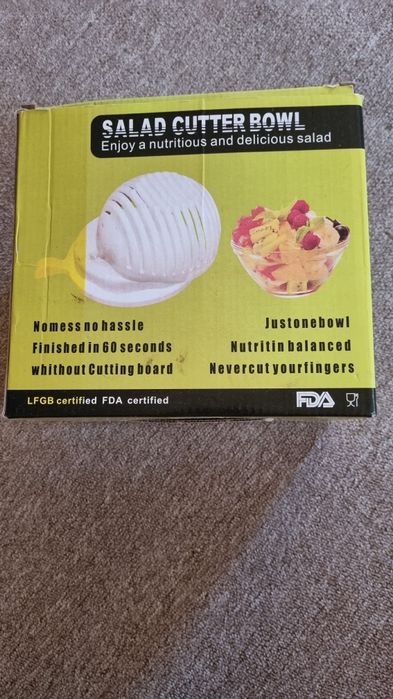 SALAD CUTTER BOWL
Enjoy a nutritious and delicious salad
Nomess no hassle
Finished in 60 seconds
whithout Cutting board
Justonebowl
Nutritin balanced
Nevercut yourfingers
LFGB certified FDA certified
FDA